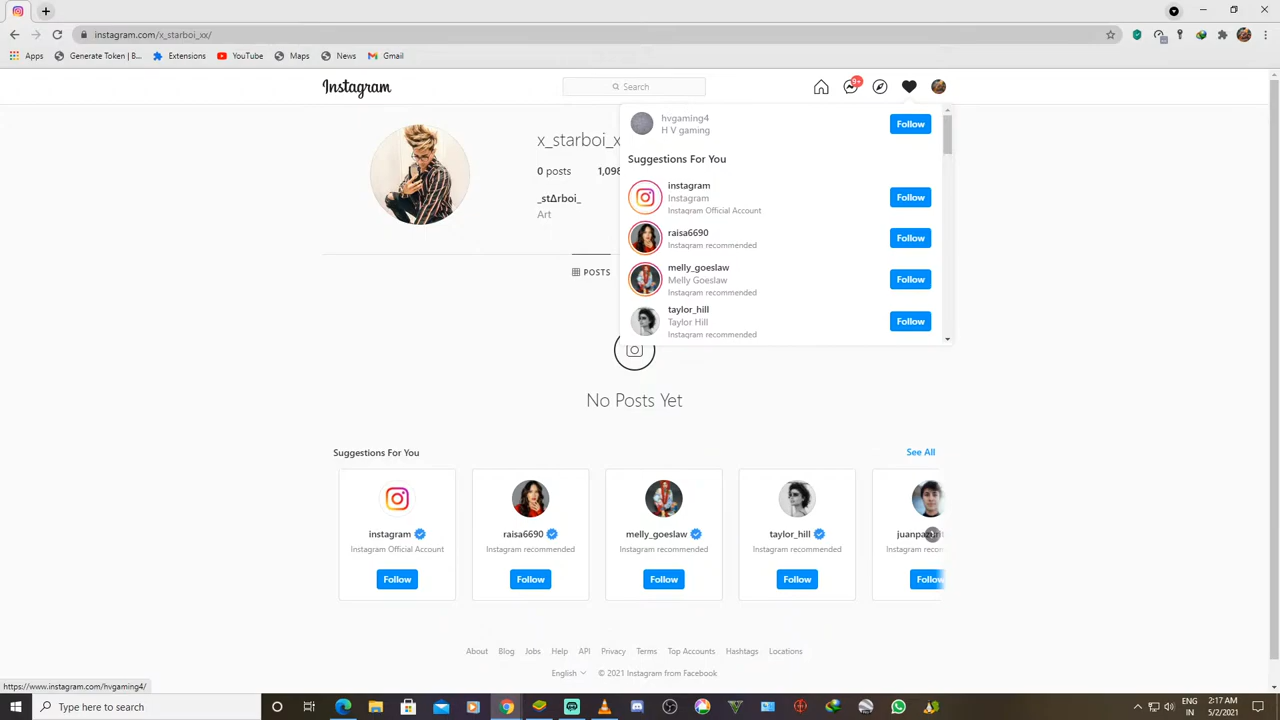 instagram.com/x_starboi_xx/
Apps
Generate Token | B/...
Extensions
YouTube
Maps
News
Gmail
Instagram
Search
9+
hvgaming4
H V gaming
Follow
x_starboi_x
0 posts
1,098
_st∆rboi_
Art
Suggestions For You
instagram
Instagram
Instagram Official Account
Follow
raisa6690
Instagram recommended
Follow
melly_goeslaw
Melly Goeslaw
Instagram recommended
Follow
taylor_hill
Taylor Hill
Instagram recommended
Follow
POSTS
No Posts Yet
Suggestions For You
See All
instagram
Instagram Official Account
Follow
raisa6690
Instagram recommended
Follow
melly_goeslaw
Instagram recommended
Follow
taylor_hill
Instagram recommended
Follow
Instagram recom
Follow
About Blog Jobs Help API Privacy Terms Top Accounts Hashtags Locations
English © 2021 Instagram from Facebook
https://www.instagram.com/hvgaming4/
Type here to search
ENG
IN
2:17 AM
5/2/2021